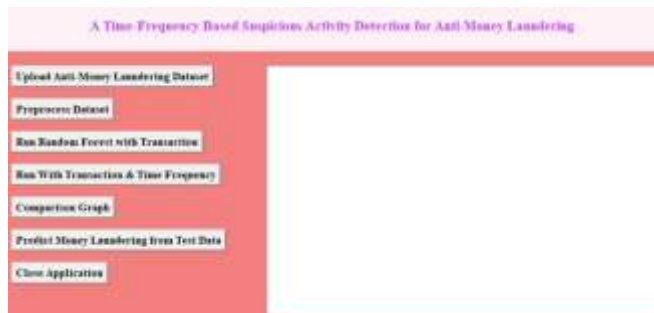 A Time-Frequency Based Suspicious Activity Detection for Anti-Money Laundering
Upload Anti-Money Laundering Dataset
Preprocess Dataset
Run Random Forest with Transaction
Run With Transaction & Time Frequency
Comparison Graph
Predict Money Laundering from Test Data
Close Application